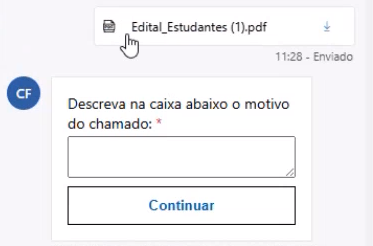 Edital_Estudantes (1).pdf
11:28 - Enviado
CF
Descreva na caixa abaixo o motivo
do chamado: *
Continuar